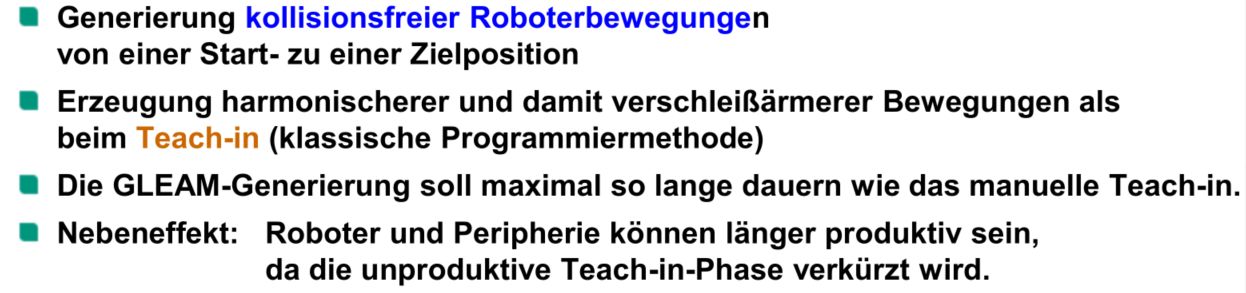 Generierung kollisionsfreier Roboterbewegungen
von einer Start- zu einer Zielposition
Erzeugung harmonischerer und damit verschleißärmerer Bewegungen als
beim Teach-in (klassische Programmiermethode)
Die GLEAM-Generierung soll maximal so lange dauern wie das manuelle Teach-in.
Nebeneffekt: Roboter und Peripherie können länger produktiv sein,
da die unproduktive Teach-in-Phase verkürzt wird.